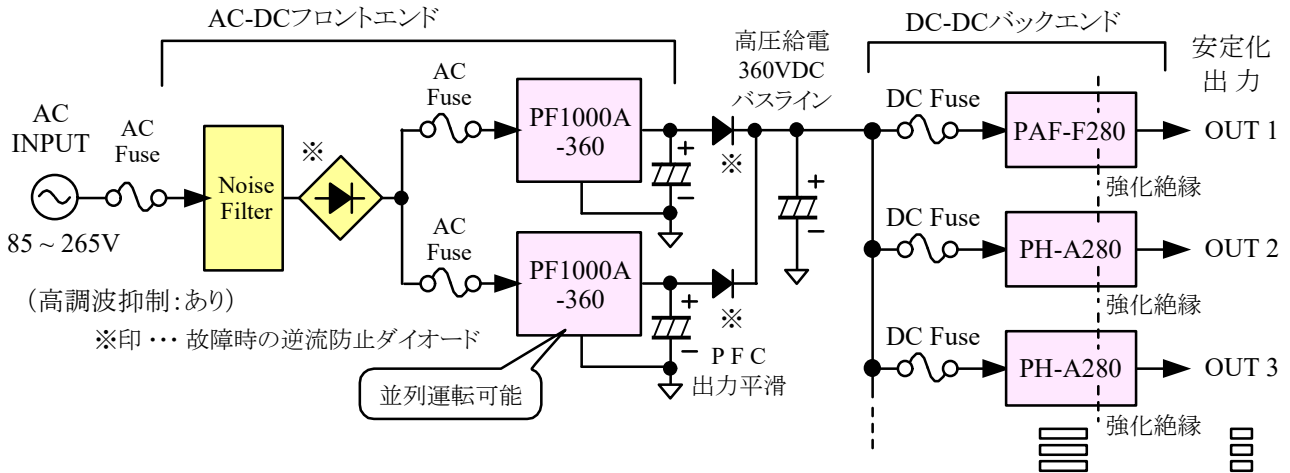 AC-DCフロントエンド
DC-DCバックエンド
高圧給電
360VDC
バスライン
安定化
出 力
AC
INPUT
85 ~ 265V
AC
Fuse
Noise
Filter
※
AC
Fuse
PF1000A
-360
+
−
※
+
−
DC Fuse
PAF-F280
OUT 1
強化絶縁
AC
Fuse
PF1000A
-360
+
−
※
DC Fuse
PH-A280
OUT 2
強化絶縁
(高調波抑制:あり)
※印 ･･･ 故障時の逆流防止ダイオード
並列運転可能
P F C
出力平滑
DC Fuse
PH-A280
OUT 3
強化絶縁